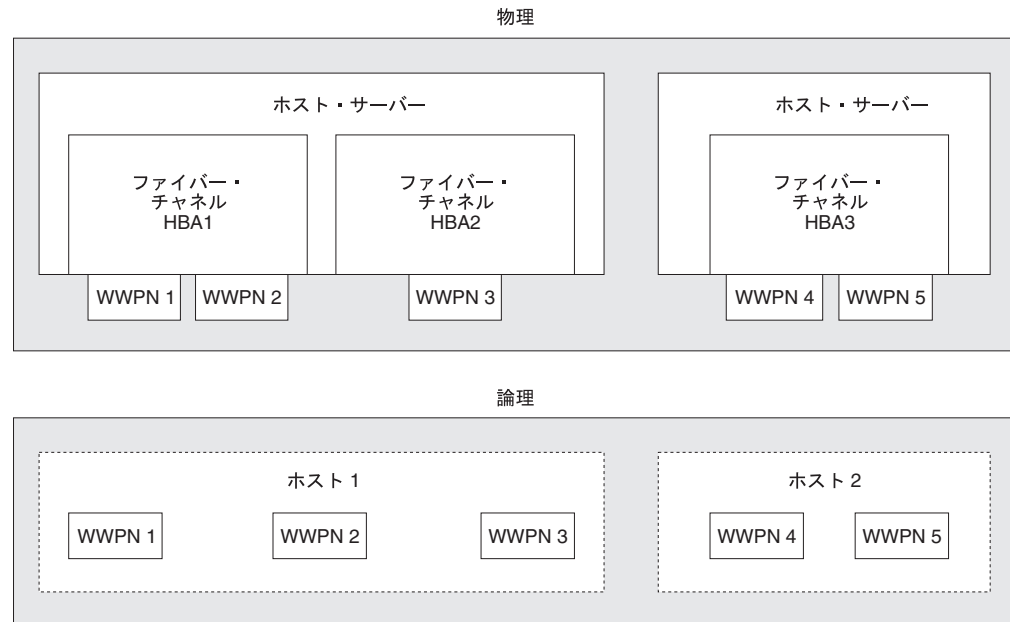 物理
ホスト・サーバー
ファイバー・
チャネル
HBA1
ファイバー・
チャネル
HBA2
WWPN 1
WWPN 2
WWPN 3
ホスト・サーバー
ファイバー・
チャネル
HBA3
WWPN 4
WWPN 5
論理
ホスト 1
WWPN 1
WWPN 2
WWPN 3
ホスト 2
WWPN 4
WWPN 5